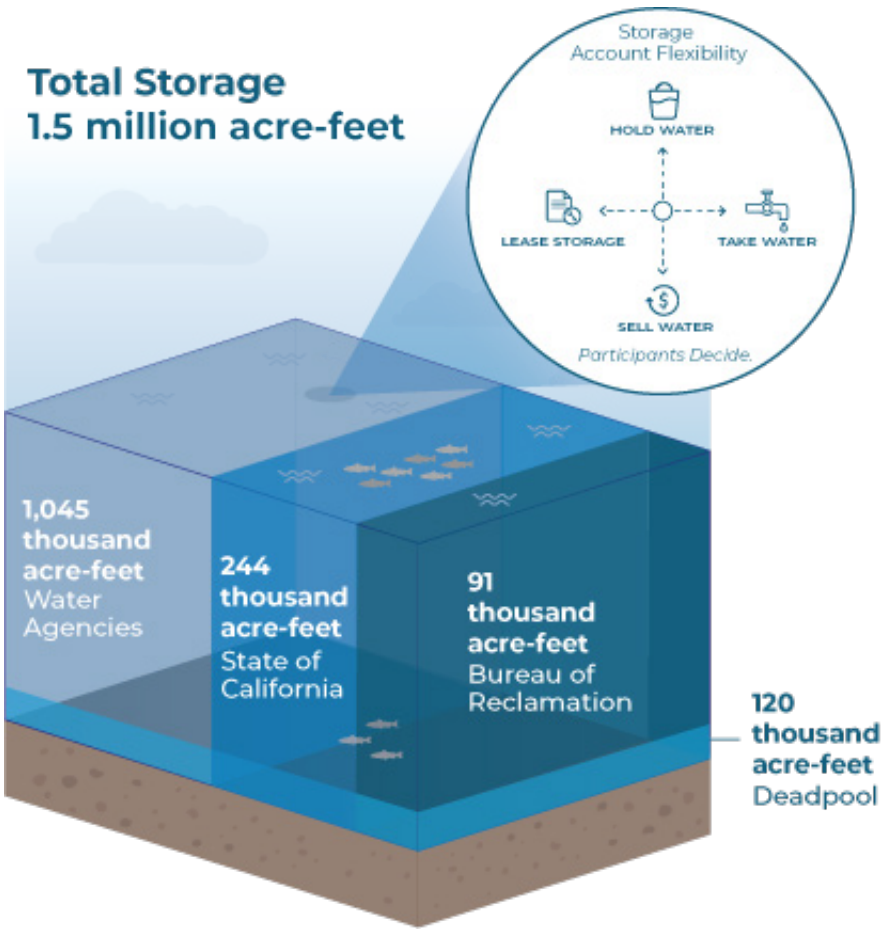 Total Storage
1.5 million acre-feet
Storage
Account Flexibility
HOLD WATER
LEASE STORAGE
TAKE WATER
SELL WATER
Participants Decide.
1,045
thousand
acre-feet
Water
Agencies
244
thousand
acre-feet
State of
California
91
thousand
acre-feet
Bureau of
Reclamation
120
thousand
acre-feet
Deadpool